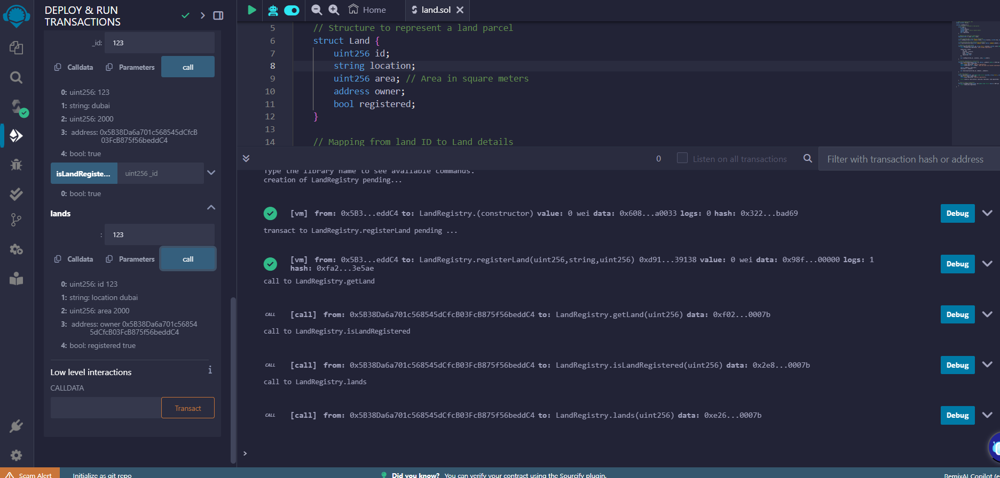 DEPLOY & RUN
TRANSACTIONS
_id: 123
Calldata Parameters call
0: uint256: 123
1: string: dubai
2: uint256: 2000
3: address: 0x5B38Da6a701c568545dCfcB
03FcB875f56beddC4
4: bool: true
isLandRegiste... uint256 _id
0: bool: true
lands
: 123
Calldata Parameters call
0: uint256: id 123
1: string: location dubai
2: uint256: area 2000
3: address: owner 0x5B38Da6a701c56854
5dCfcB03FcB875f56beddC4
4: bool: registered true
Low level interactions i
CALLDATA
Transact
Home land.sol
5 // Structure to represent a land parcel
6 struct Land {
7 uint256 id;
8 string location;
9 uint256 area; // Area in square meters
10 address owner;
11 bool registered;
12 }
13
14 // Mapping from land ID to Land details
0 Listen on all transactions Filter with transaction hash or address
Type the library name to see available commands.
creation of LandRegistry pending...
[vm] from: 0x5B3...eddC4 to: LandRegistry.(constructor) value: 0 wei data: 0x608...a0033 logs: 0 hash: 0x322...bad69 Debug
transact to LandRegistry.registerLand pending ...
[vm] from: 0x5B3...eddC4 to: LandRegistry.registerLand(uint256,string,uint256) 0xd91...39138 value: 0 wei data: 0x98f...00000 logs: 1
hash: 0xfa2...3e5ae Debug
call to LandRegistry.getLand
CALL [call] from: 0x5B38Da6a701c568545dCfcB03FcB875f56beddC4 to: LandRegistry.getLand(uint256) data: 0xf02...0007b Debug
call to LandRegistry.isLandRegistered
CALL [call] from: 0x5B38Da6a701c568545dCfcB03FcB875f56beddC4 to: LandRegistry.isLandRegistered(uint256) data: 0x2e8...0007b Debug
call to LandRegistry.lands
CALL [call] from: 0x5B38Da6a701c568545dCfcB03FcB875f56beddC4 to: LandRegistry.lands(uint256) data: 0xe26...0007b Debug
>
Scam Alert Initialize as git repo Did you know? You can verify your contract using the Sourcify plugin. RemixAI Copilot (e